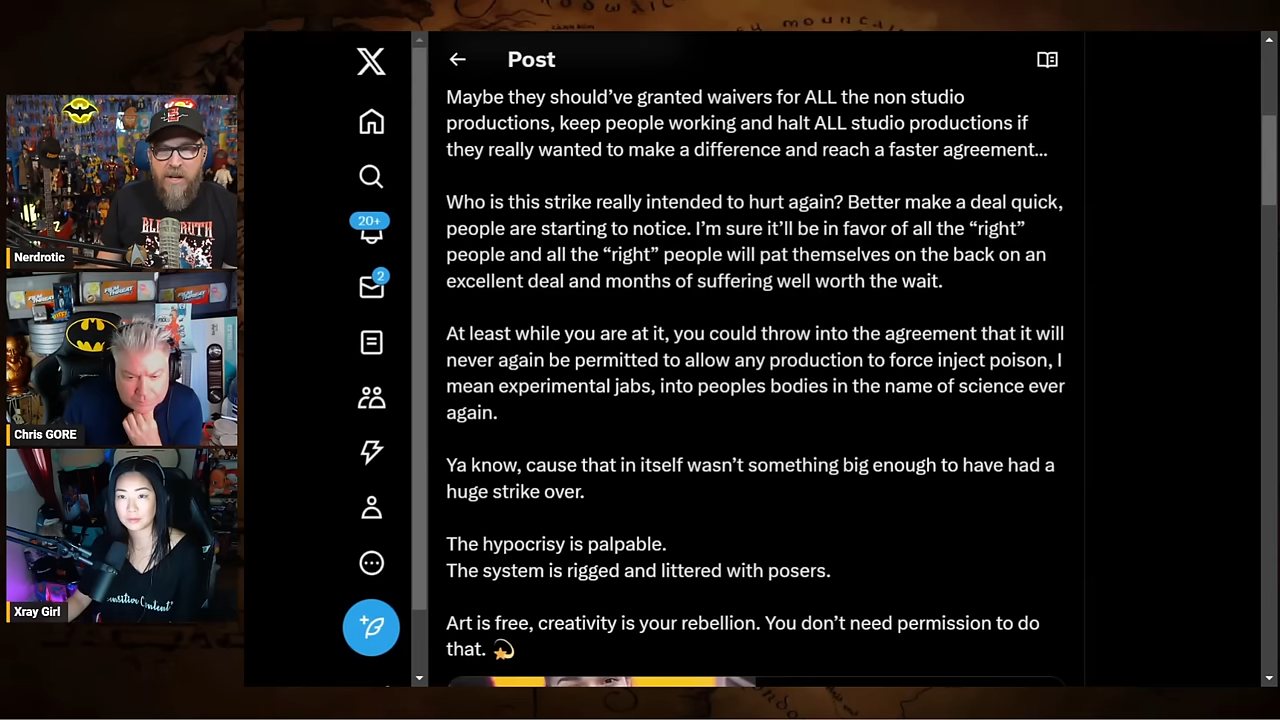 Post
Maybe they should’ve granted waivers for ALL the non studio
productions, keep people working and halt ALL studio productions if
they really wanted to make a difference and reach a faster agreement...
Who is this strike really intended to hurt again? Better make a deal quick,
people are starting to notice. I’m sure it’ll be in favor of all the “right”
people and all the “right” people will pat themselves on the back on an
excellent deal and months of suffering well worth the wait.
At least while you are at it, you could throw into the agreement that it will
never again be permitted to allow any production to force inject poison, I
mean experimental jabs, into peoples bodies in the name of science ever
again.
Ya know, cause that in itself wasn’t something big enough to have had a
huge strike over.
The hypocrisy is palpable.
The system is rigged and littered with posers.
Art is free, creativity is your rebellion. You don’t need permission to do
that.
20+
2
Nerdrotic
Chris GORE
Xray Girl